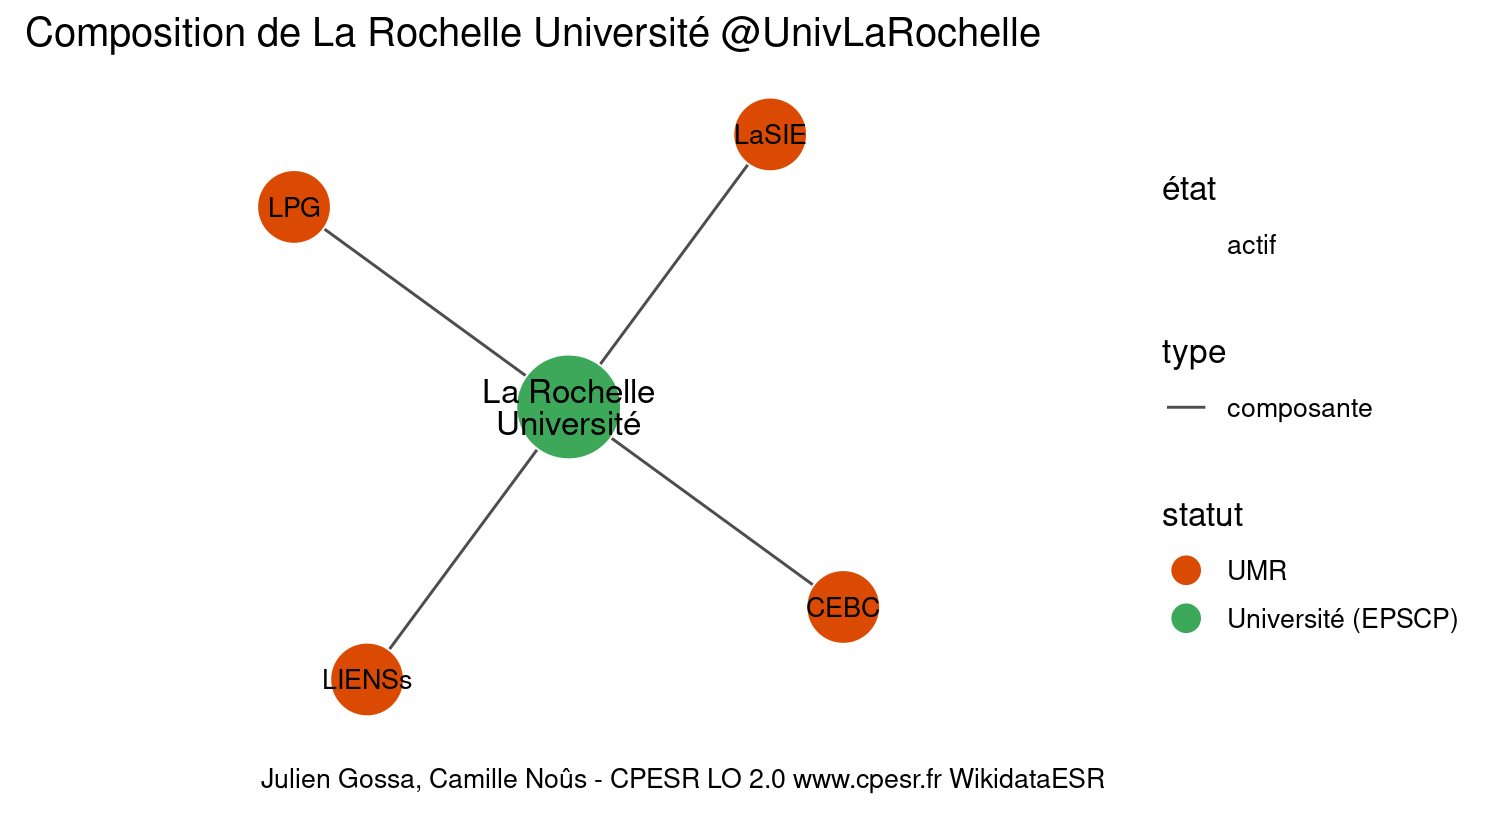 Composition de La Rochelle Université @UnivLaRochelle
LaSIE
LPG
La Rochelle
Université
CEBC
LIENSs
état
actif
type
composante
statut
UMR
Université (EPSCP)
Julien Gossa, Camille Noûs - CPESR LO 2.0 www.cpesr.fr WikidataESR